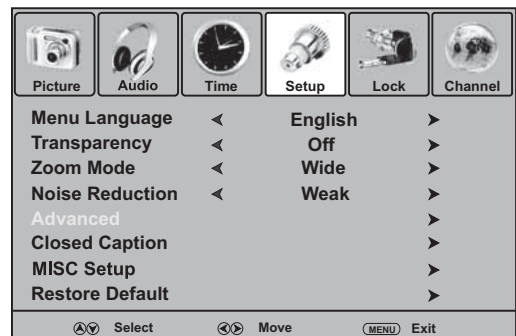 Picture Audio Time Setup Lock Channel
Menu Language English
Transparency Off
Zoom Mode Wide
Noise Reduction Weak
Advanced
Closed Caption
MISC Setup
Restore Default
Select Move MENU Exit